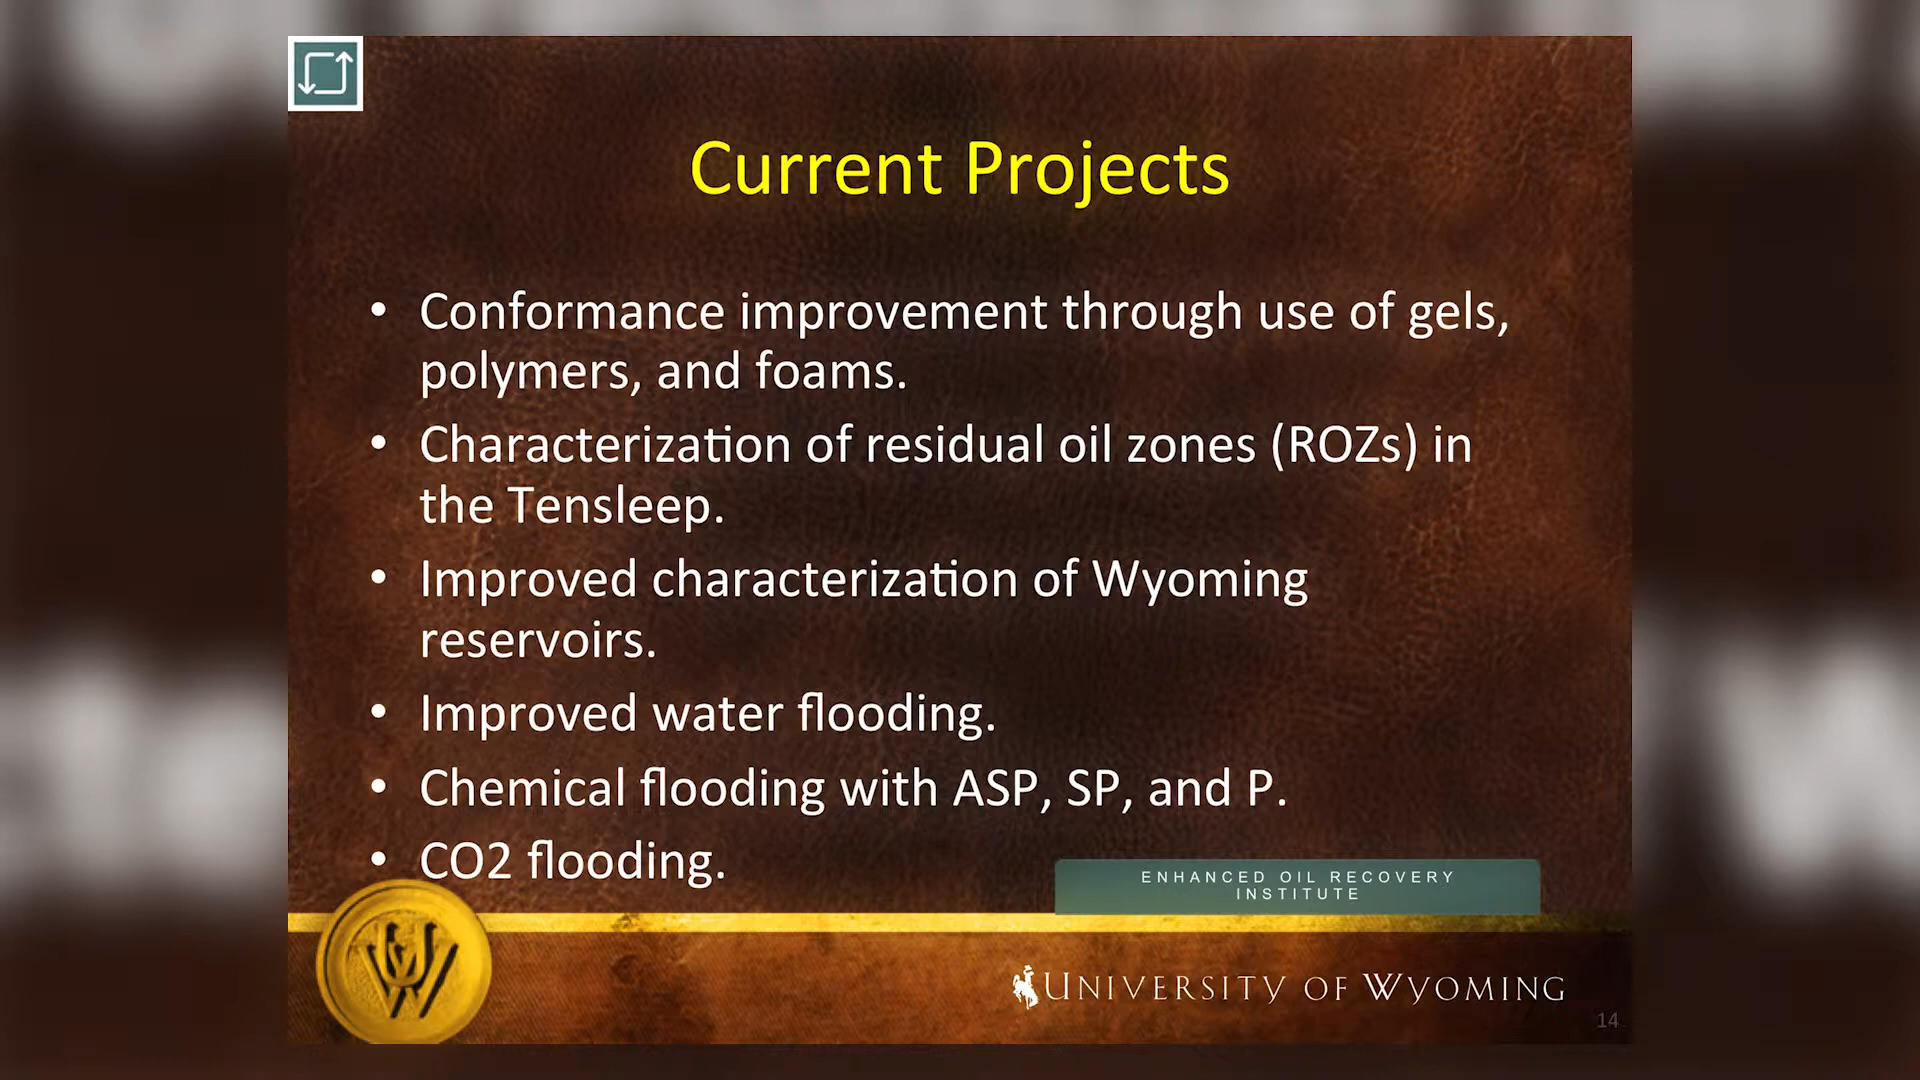 Current Projects
• Conformance improvement through use of gels,
polymers, and foams.
• Characterization of residual oil zones (ROZs) in
the Tensleep.
• Improved characterization of Wyoming
reservoirs.
• Improved water flooding.
• Chemical flooding with ASP, SP, and P.
• CO2 flooding.
ENHANCED OIL RECOVERY
INSTITUTE
UW
UNIVERSITY OF WYOMING
14